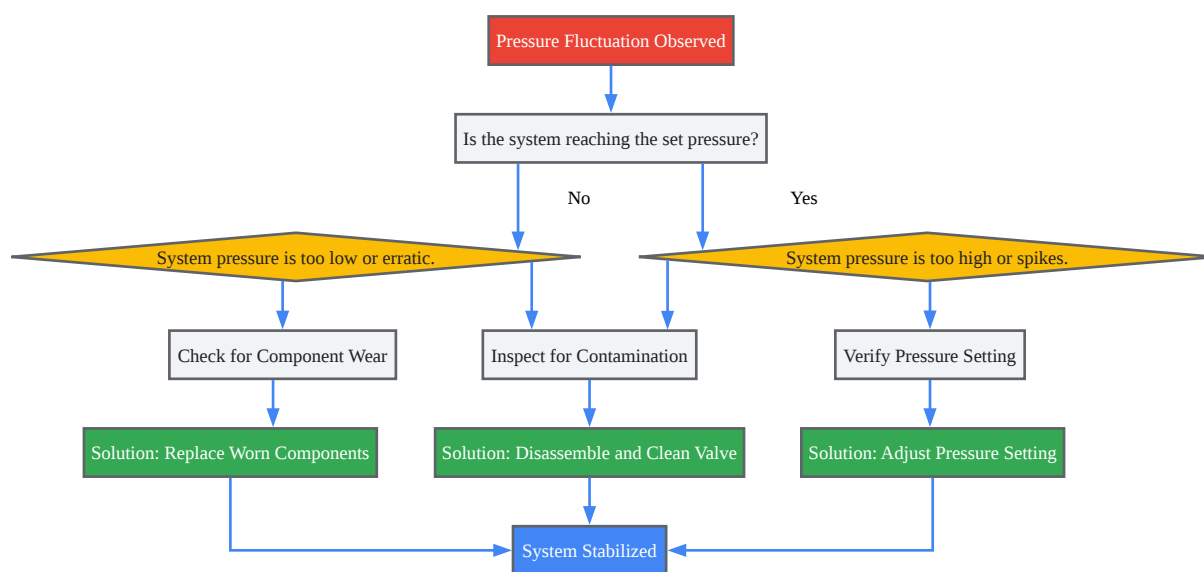 Pressure Fluctuation Observed
Is the system reaching the set pressure?
No
Yes
System pressure is too low or erratic.
System pressure is too high or spikes.
Check for Component Wear
Inspect for Contamination
Verify Pressure Setting
Solution: Replace Worn Components
Solution: Disassemble and Clean Valve
Solution: Adjust Pressure Setting
System Stabilized